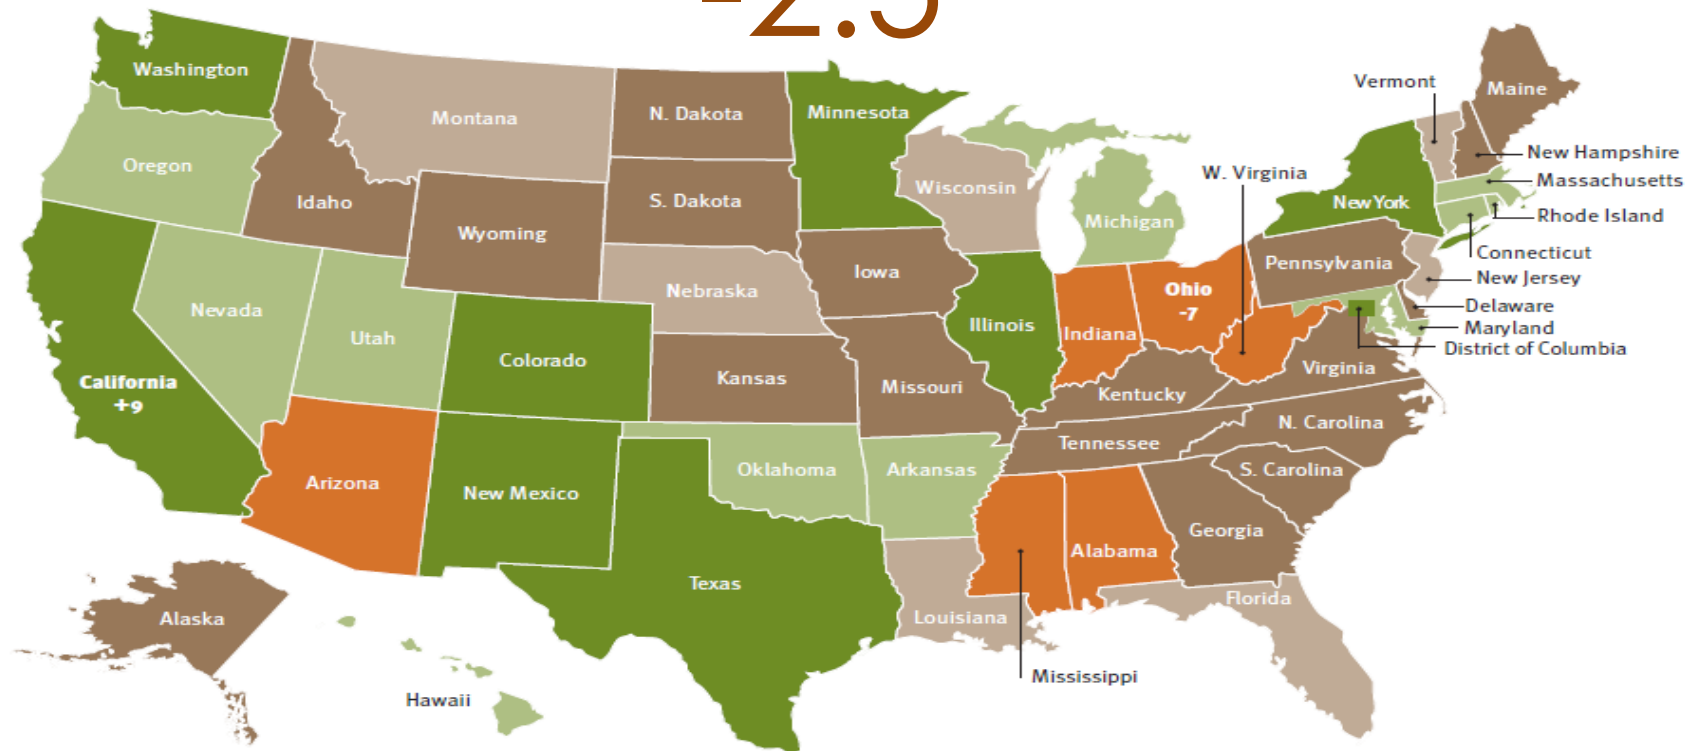 -2.5
Washington
Oregon
California
+9
Nevada
Idaho
Montana
Wyoming
Utah
Colorado
Arizona
New Mexico
N. Dakota
S. Dakota
Nebraska
Kansas
Oklahoma
Texas
Minnesota
Iowa
Missouri
Arkansas
Louisiana
Wisconsin
Illinois
Michigan
Indiana
Ohio
-7
Kentucky
Tennessee
Mississippi
Alabama
Georgia
Florida
S. Carolina
N. Carolina
Virginia
W. Virginia
Pennsylvania
New York
Vermont
Maine
New Hampshire
Massachusetts
Rhode Island
Connecticut
New Jersey
Delaware
Maryland
District of Columbia
Alaska
Hawaii